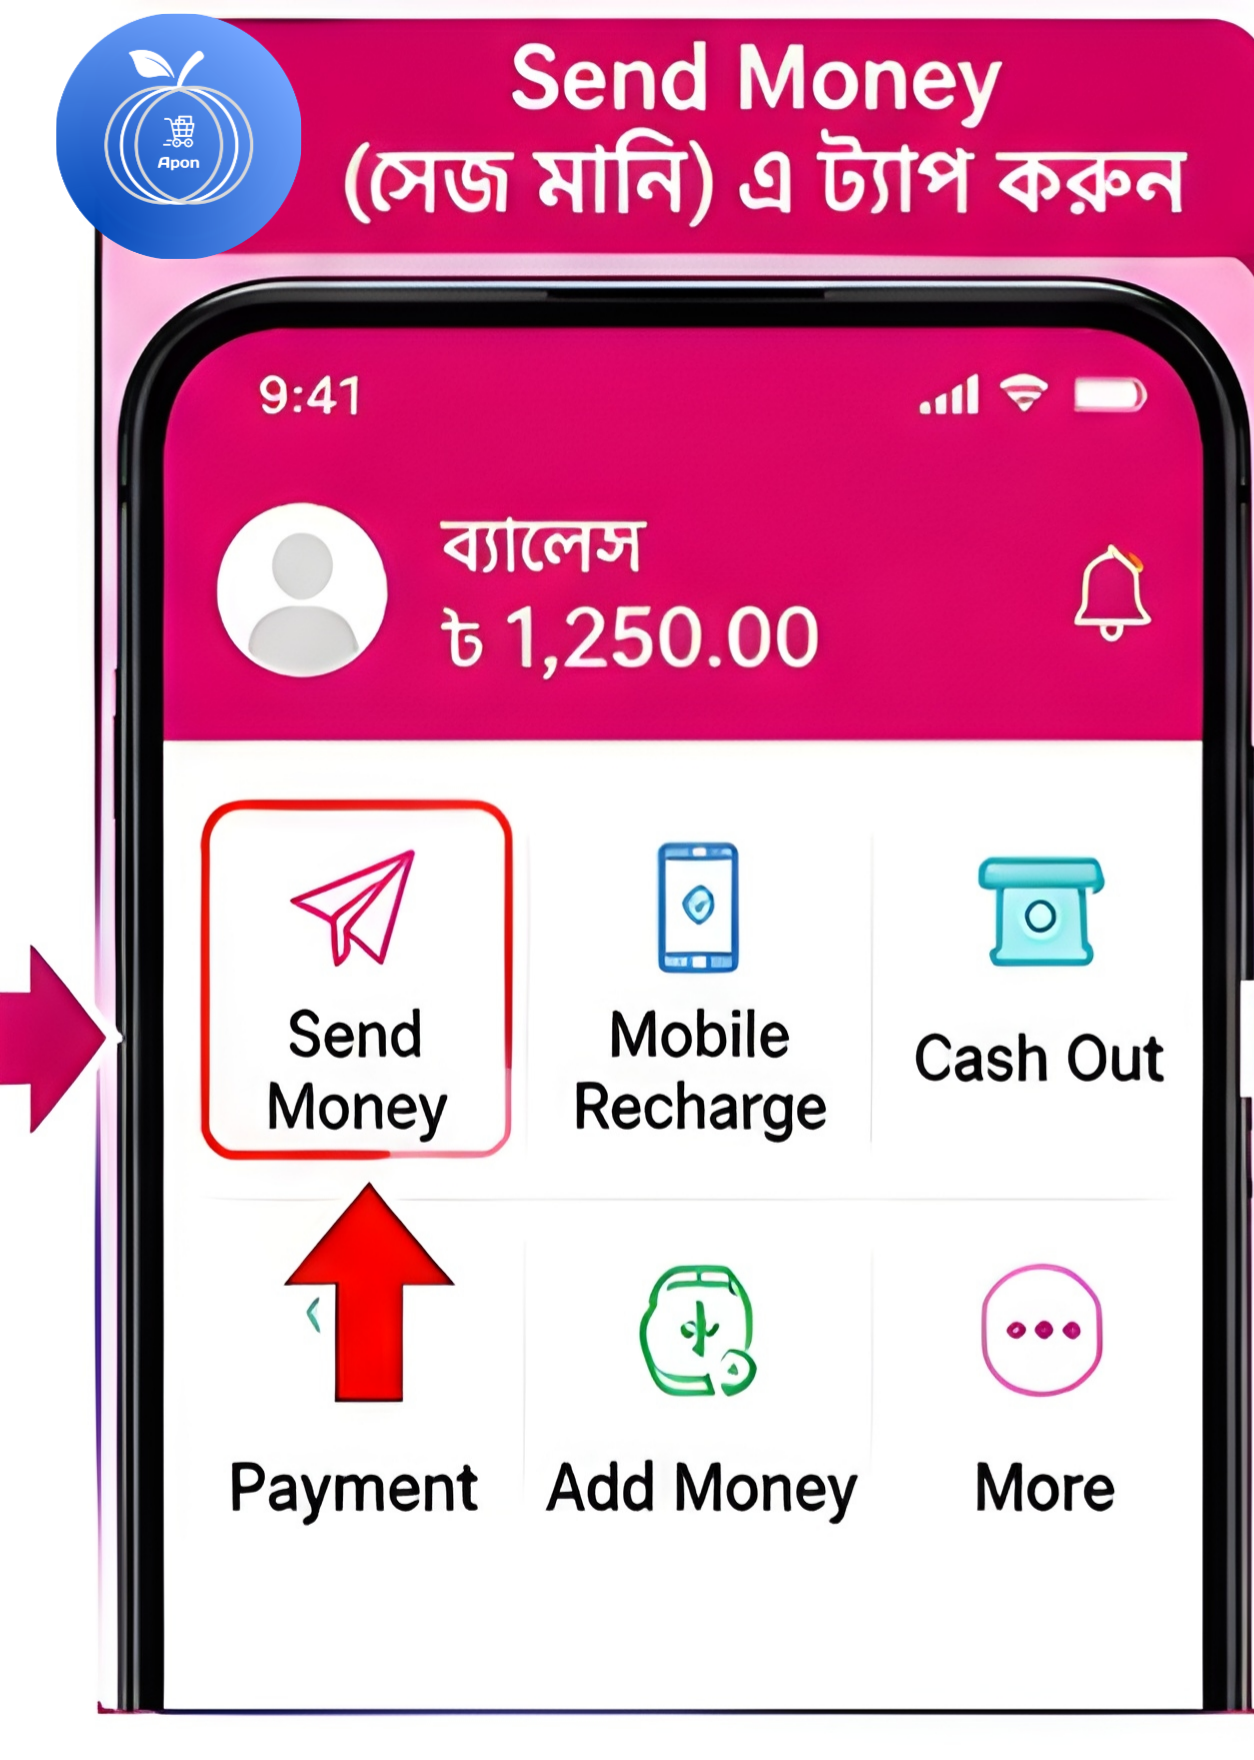 Apon
Send Money
(সেজ মানি) এ ট্যাপ করুন
9:41
ব্যালেস
৳ 1,250.00
Send
Money
Mobile
Recharge
Cash Out
Payment
Add Money
More